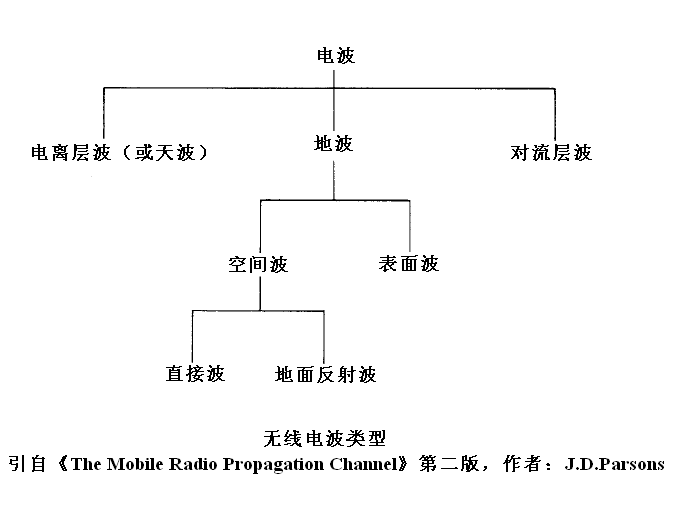 电波
电离层波（或天波）
地波
对流层波
空间波
表面波
直接波
地面反射波
无线电波类型
引自《The Mobile Radio Propagation Channel》第二版，作者：J.D.Parsons